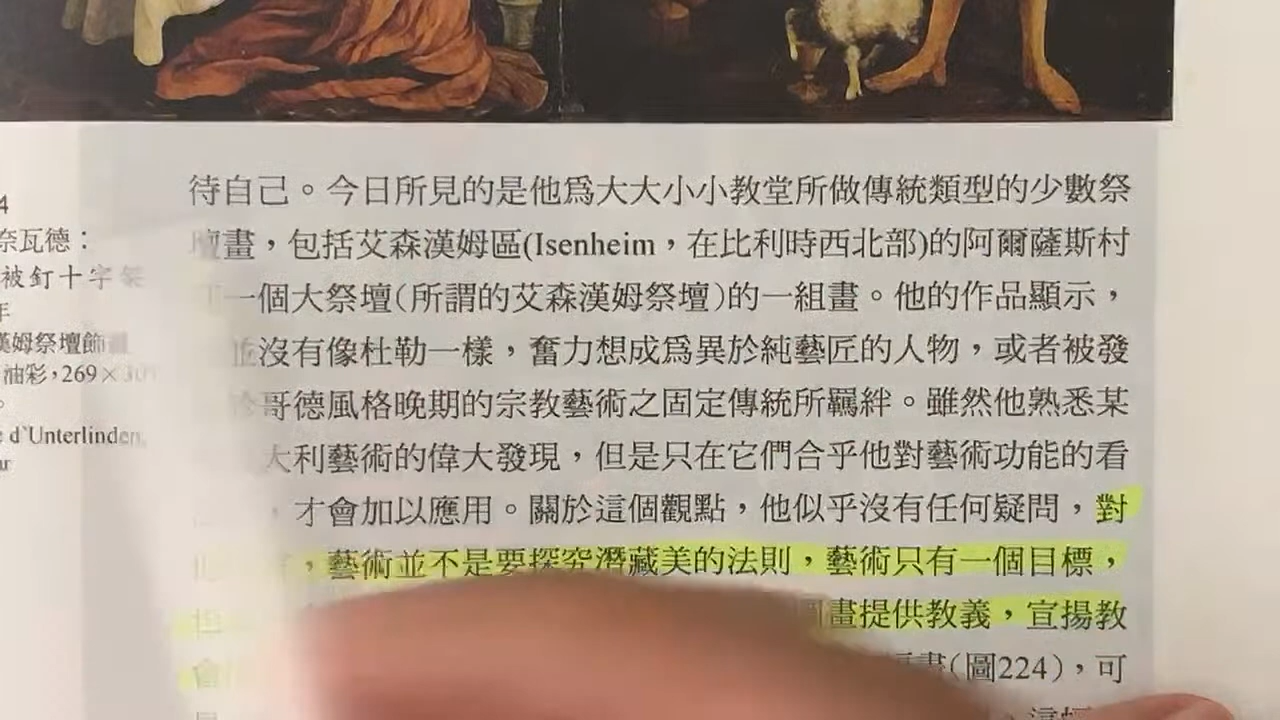 4
奈瓦德：
被釘十字架
年
漢姆祭壇飾畫
油彩，269×30
。
e d'Unterlinden,
ar
待自己。今日所見的是他爲大大小小教堂所做傳統類型的少數祭
壇畫，包括艾森漢姆區(Isenheim，在比利時西北部)的阿爾薩斯村
一個大祭壇(所謂的艾森漢姆祭壇)的一組畫。他的作品顯示，
並沒有像杜勒一樣，奮力想成爲異於純藝匠的人物，或者被發
哥德風格晚期的宗教藝術之固定傳統所羈絆。雖然他熟悉某
大利藝術的偉大發現，但是只在它們合乎他對藝術功能的看
，才會加以應用。關於這個觀點，他似乎沒有任何疑問，對
，藝術並不是要探究潛藏美的法則，藝術只有一個目標，
也 畫提供教義，宣揚教
會 畫(圖224)，可